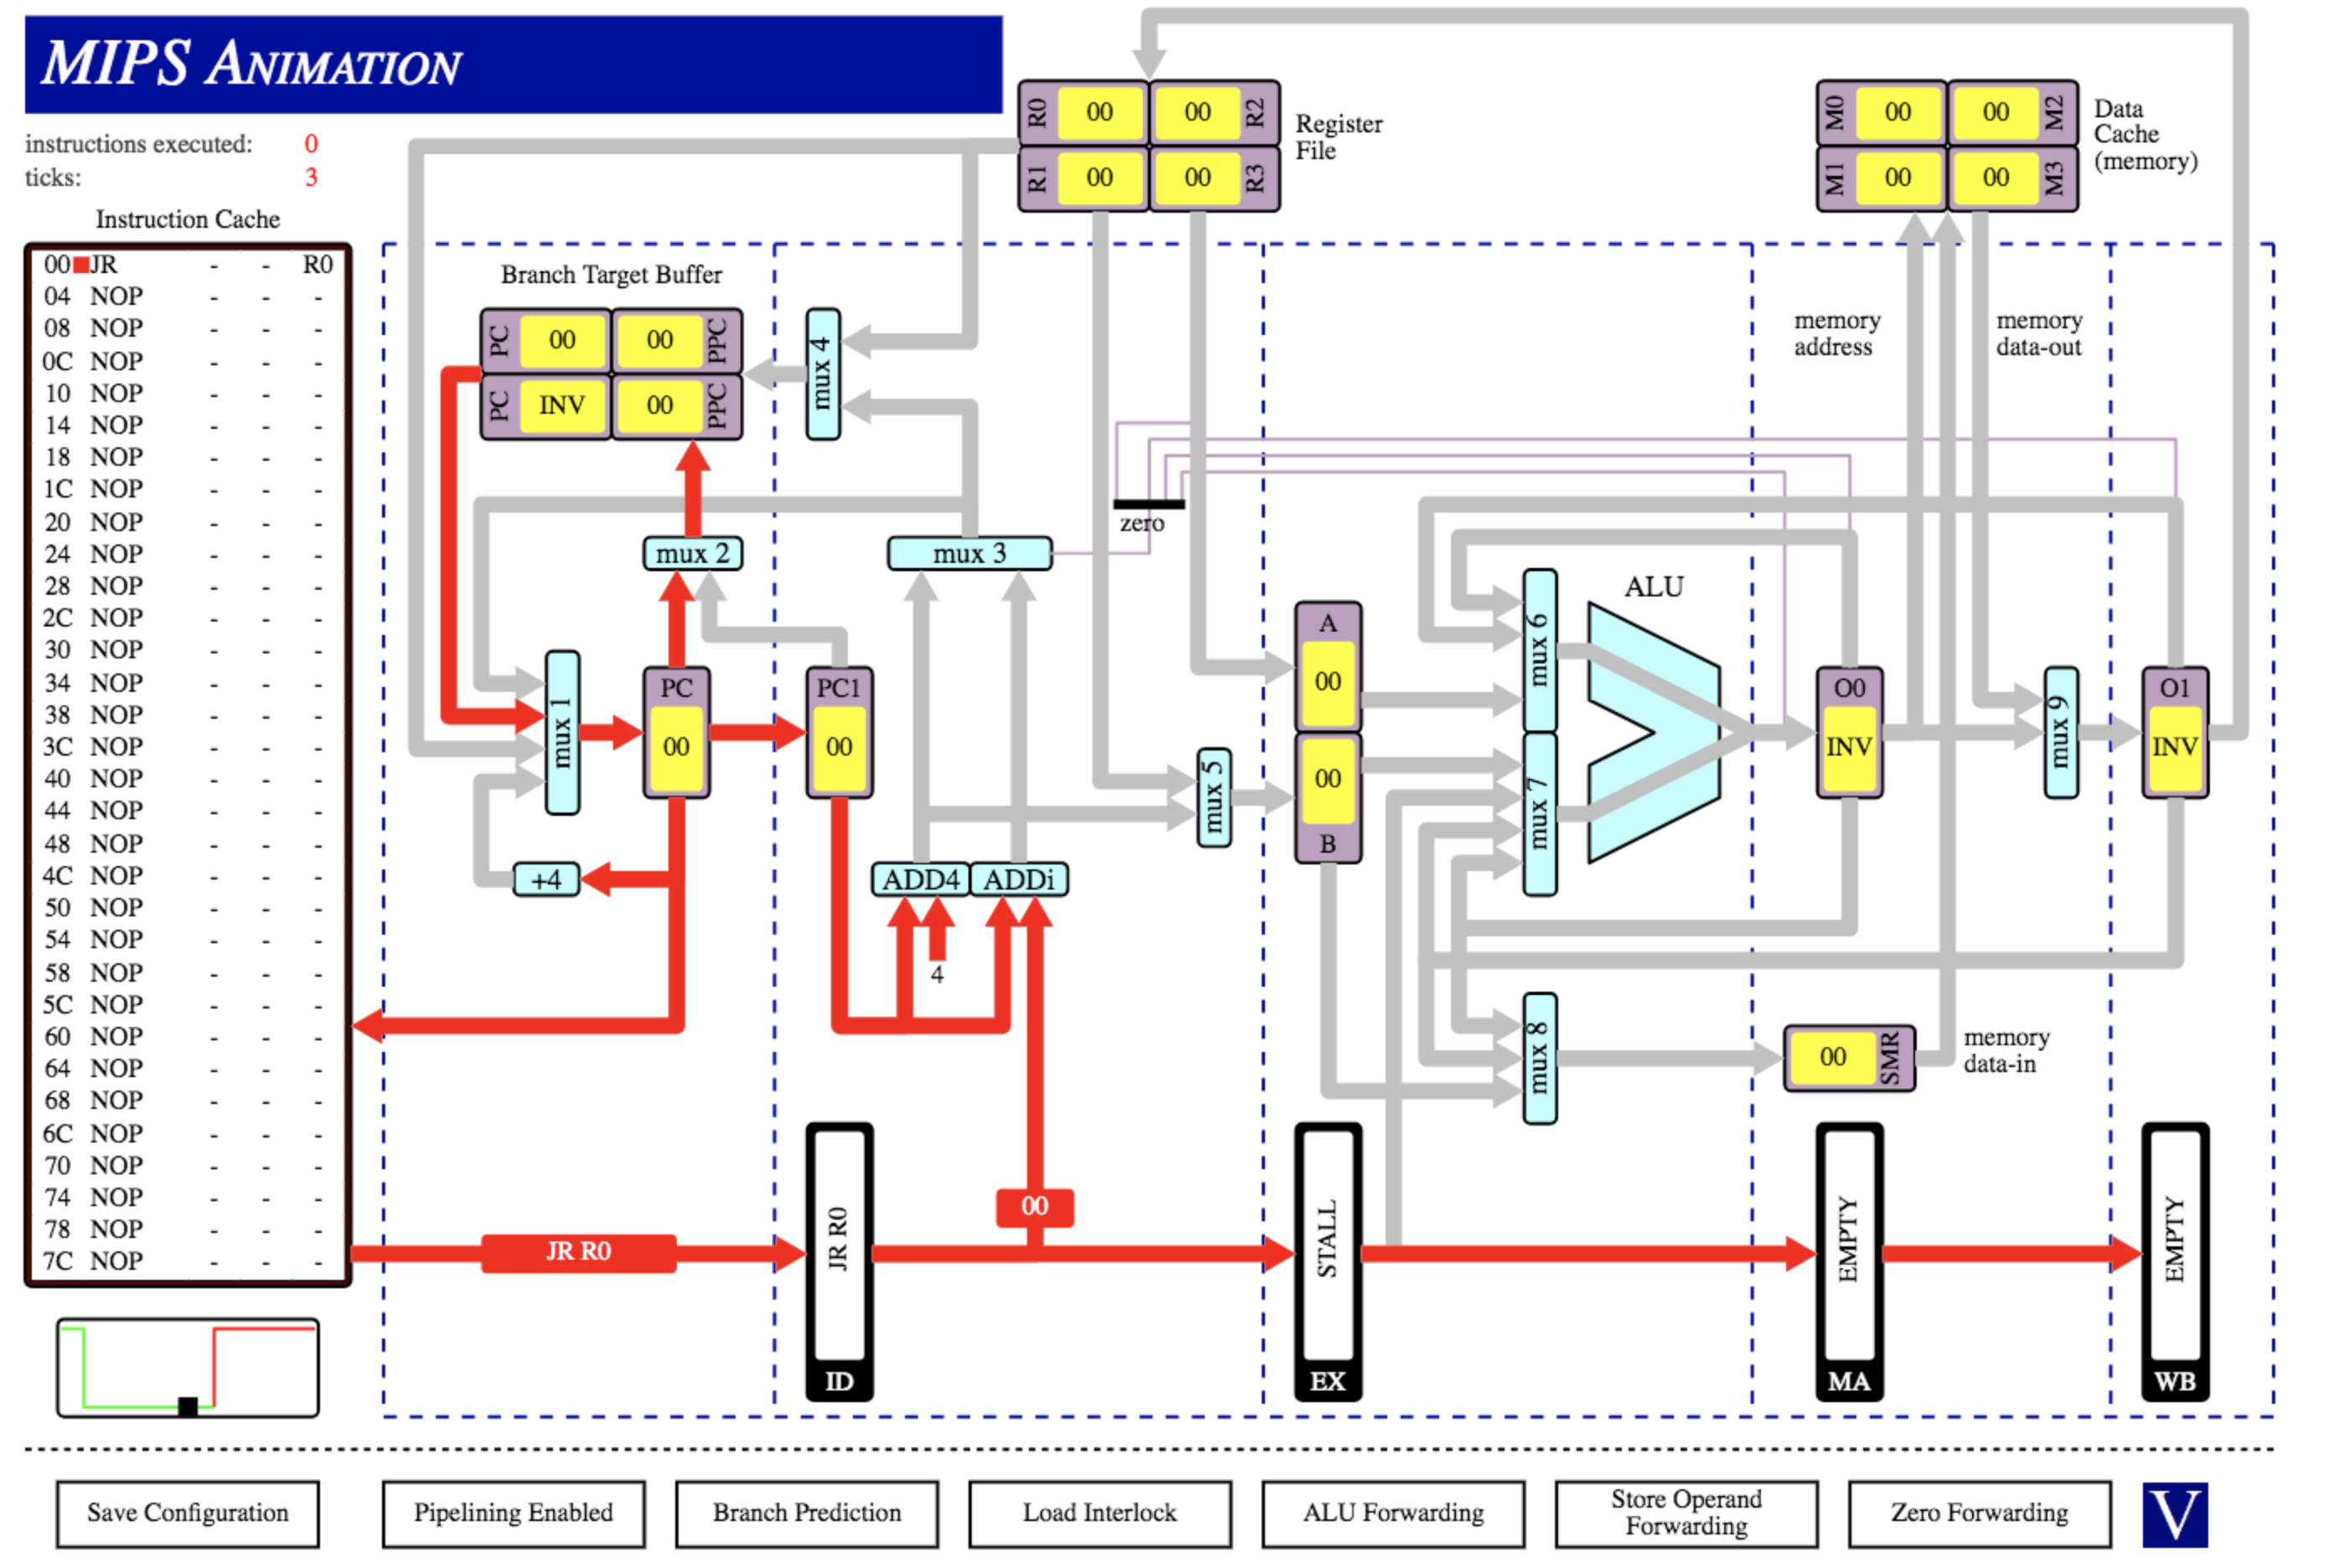 MIPS ANIMATION
instructions executed: 0
ticks: 3
Instruction Cache
00 JR - - R0
04 NOP - - -
08 NOP - - -
0C NOP - - -
10 NOP - - -
14 NOP - - -
18 NOP - - -
1C NOP - - -
20 NOP - - -
24 NOP - - -
28 NOP - - -
2C NOP - - -
30 NOP - - -
34 NOP - - -
38 NOP - - -
3C NOP - - -
40 NOP - - -
44 NOP - - -
48 NOP - - -
4C NOP - - -
50 NOP - - -
54 NOP - - -
58 NOP - - -
5C NOP - - -
60 NOP - - -
64 NOP - - -
68 NOP - - -
6C NOP - - -
70 NOP - - -
74 NOP - - -
78 NOP - - -
7C NOP - - -
R0 00 00 R2
R1 00 00 R3
Register
File
M0 00 00 M2
M1 00 00 M3
Data
Cache
(memory)
Branch Target Buffer
PC 00 00 PPC
PC INV 00 PPC
mux 4
memory
address
memory
data-out
zero
mux 2
mux 3
mux 1
PC
00
PC1
00
+4
ADD4 ADDi
4
mux 5
A
00
00
B
mux 6
mux 7
ALU
O0
INV
mux 9
O1
INV
mux 8
00 SMR
memory
data-in
00
JR R0
JR R0
ID
STALL
EX
EMPTY
MA
EMPTY
WB
Save Configuration
Pipelining Enabled
Branch Prediction
Load Interlock
ALU Forwarding
Store Operand
Forwarding
Zero Forwarding
V